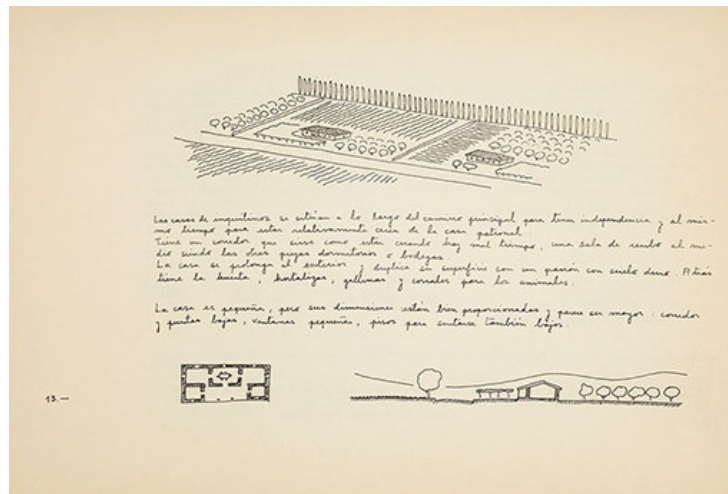 Las casas de inquilinos se sitúan a lo largo del camino principal para tener independencia y al mis-
mo tiempo para estar relativamente cerca de la casa patronal.
Tiene un corredor que sirve como estar cuando hay mal tiempo, una sala de recibo al me-
dio siendo las otras piezas dormitorios o bodegas.
La casa se prolonga al exterior y duplica su superficie con un parrón con suelo duro. Atrás
tiene la huerta, hortalizas, gallinas y corrales para los animales.
La casa es pequeña, pero sus dimensiones están bien proporcionadas y parece ser mayor: corredor
y puertas bajas, ventanas pequeñas, pisos para sentarse también bajos.
13.—